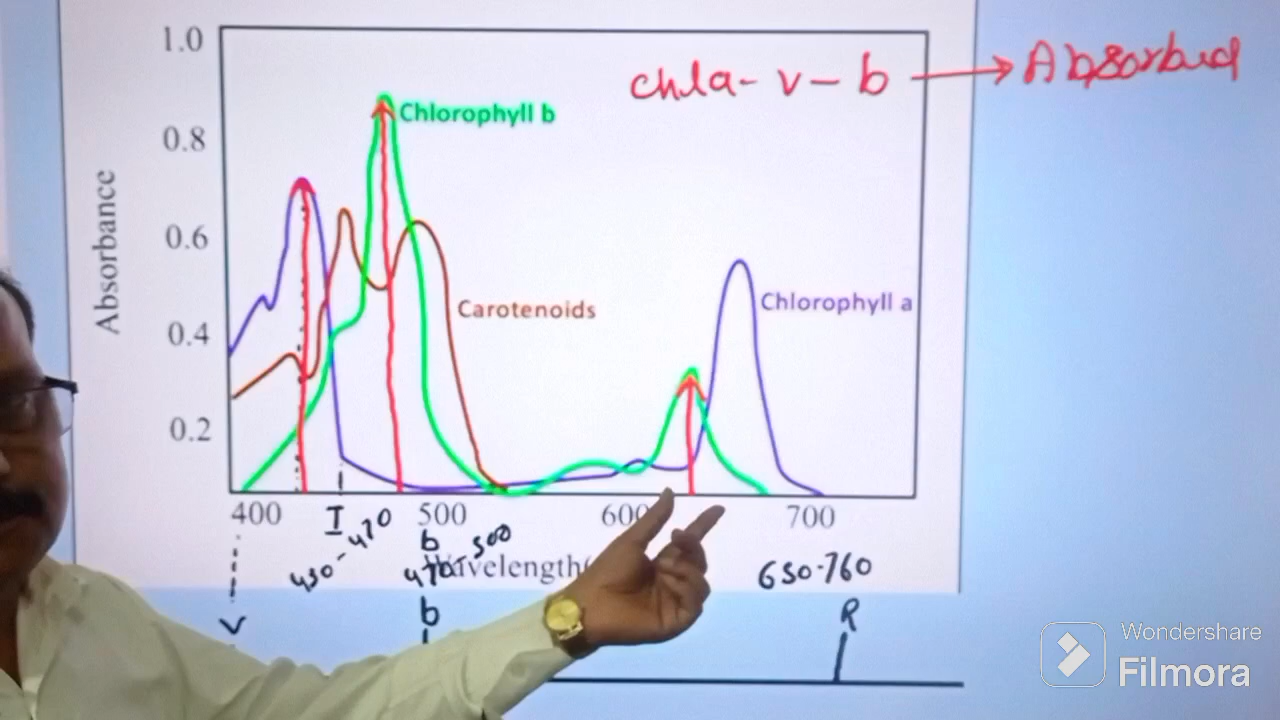 1.0
chla- v – b → Absorbed
Chlorophyll b
0.8
Absorbance
0.6
Carotenoids
Chlorophyll a
0.4
0.2
400
500
600
700
I
430-470
b
470-500
Wavelength(
650-760
V
b
R
Wondershare
Filmora